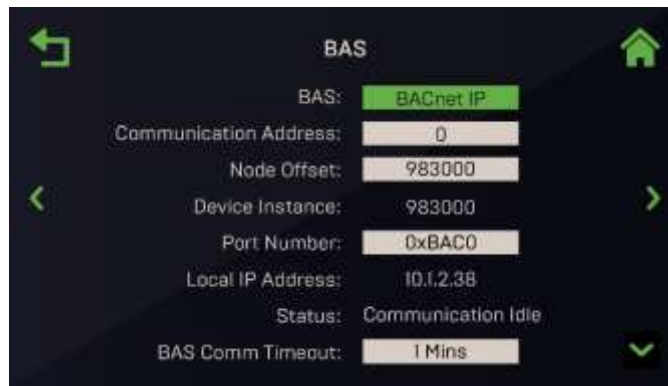 BAS
BAS: BACnet IP
Communication Address: 0
Node Offset: 983000
Device Instance: 983000
Port Number: 0xBAC0
Local IP Address: 10.1.2.38
Status: Communication Idle
BAS Comm Timeout: 1 Mins